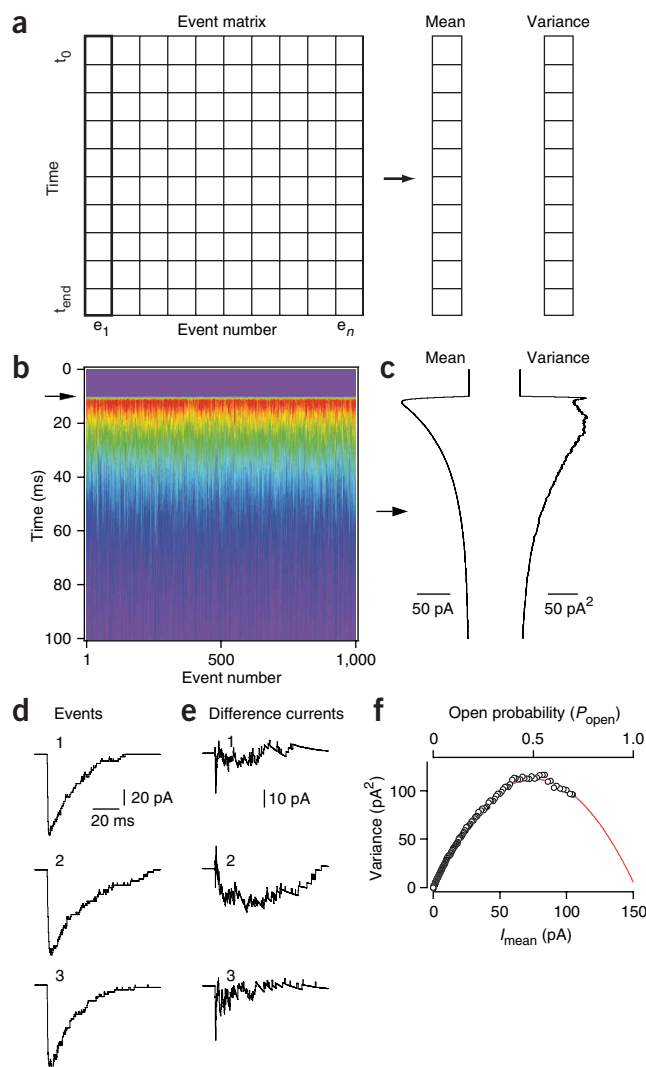 a
Event matrix
Mean
Variance
t0
Time
tend
e1
Event number
en
b
0
20
40
60
80
100
Time (ms)
1
500
1,000
Event number
c
Mean
Variance
50 pA
50 pA2
d
Events
1
20 pA
20 ms
2
3
e
Difference currents
1
10 pA
2
3
f
Open probability (Popen)
0
0.5
1.0
Variance (pA2)
100
50
0
0
50
100
150
Imean (pA)